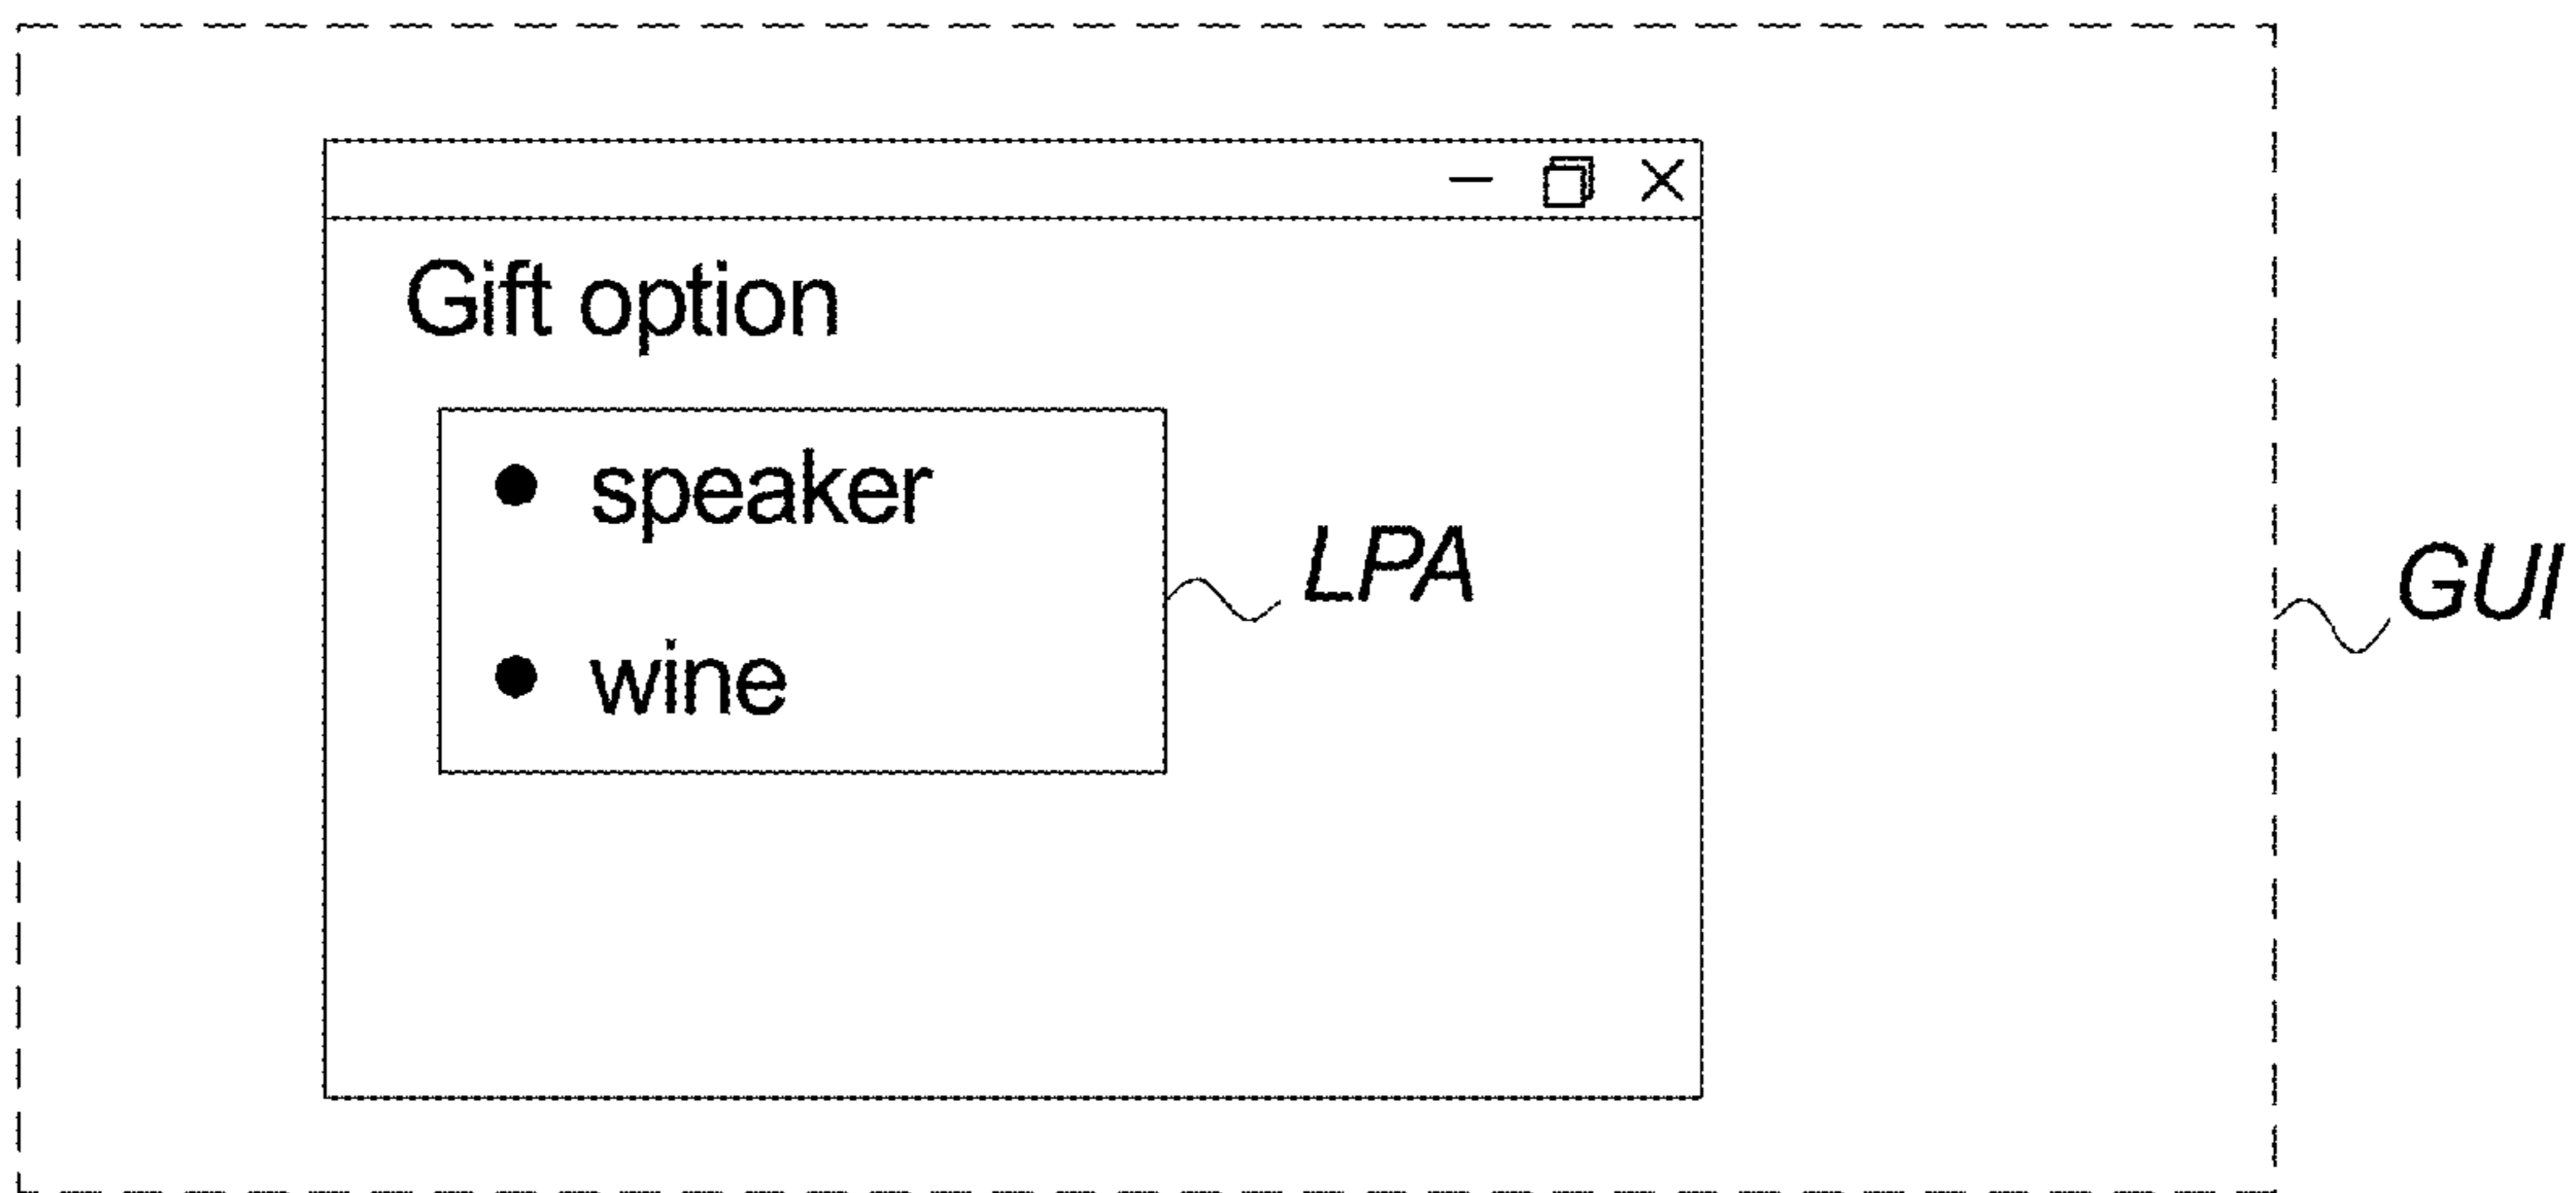 Gift option
• speaker
LPA
GUI
• wine